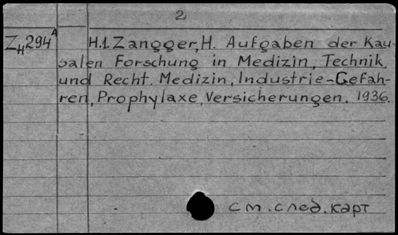 2
Z H 294 A H.1. Zangger, H. Aufgaben der Kau-
salen Forschung in Medizin, Technik
und Recht. Medizin, Industrie-Gefah-
ren, Prophylaxe, Versicherungen. 1936.
см. след. карт